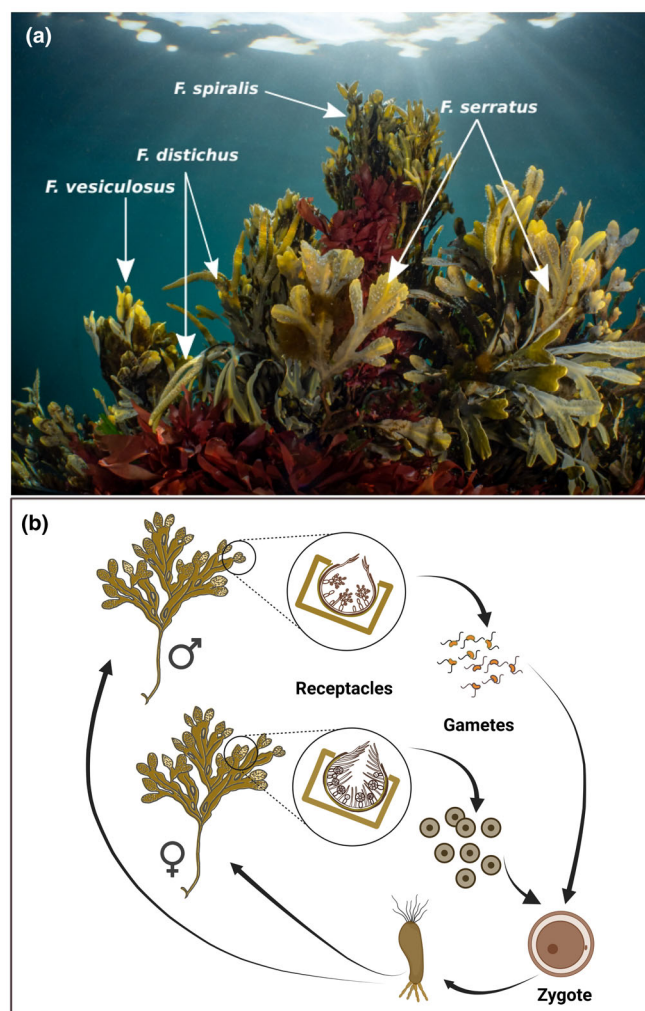 (a)
F. spiralis
F. serratus
F. distichus
F. vesiculosus
(b)
♂
Receptacles
Gametes
♀
Zygote